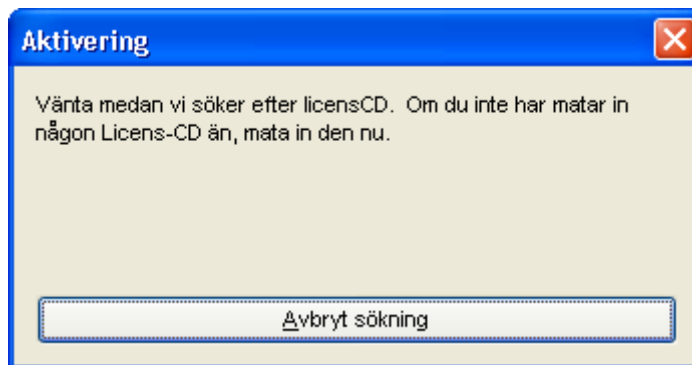 Aktivering
Vänta medan vi söker efter licensCD.  Om du inte har matar in
någon Licens-CD än, mata in den nu.
Avbryt sökning